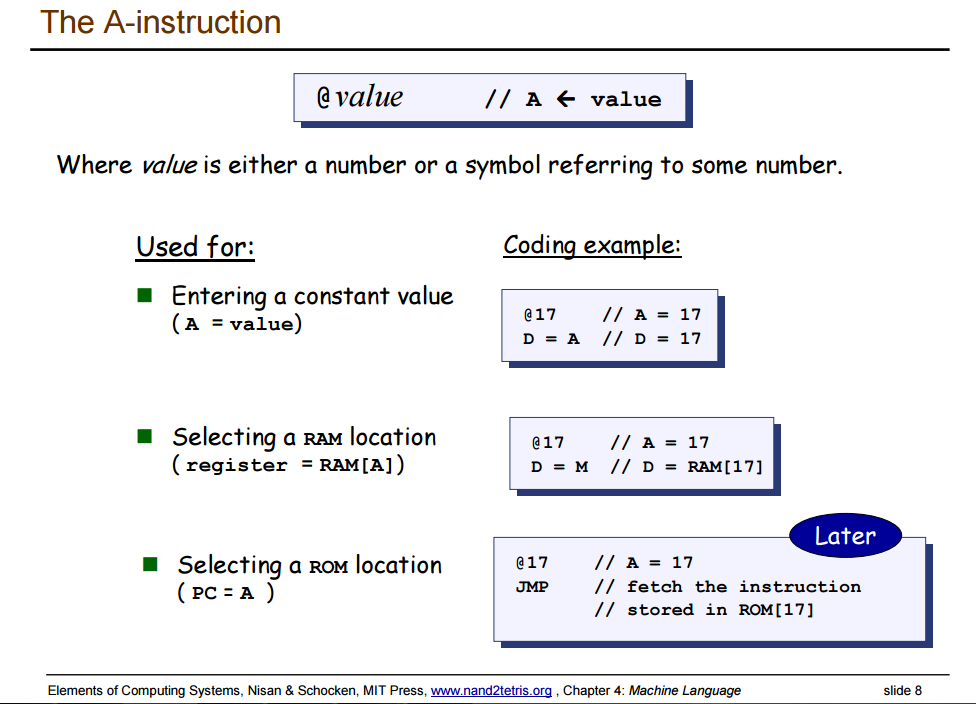 The A-instruction
@value // A ← value
Where value is either a number or a symbol referring to some number.
Used for:
Coding example:
Entering a constant value
( A = value)
@17 // A = 17
D = A // D = 17
Selecting a RAM location
( register = RAM[A])
@17 // A = 17
D = M // D = RAM[17]
Later
Selecting a ROM location
( PC = A )
@17 // A = 17
JMP // fetch the instruction
// stored in ROM[17]
Elements of Computing Systems, Nisan & Schocken, MIT Press, www.nand2tetris.org , Chapter 4: Machine Language
slide 8